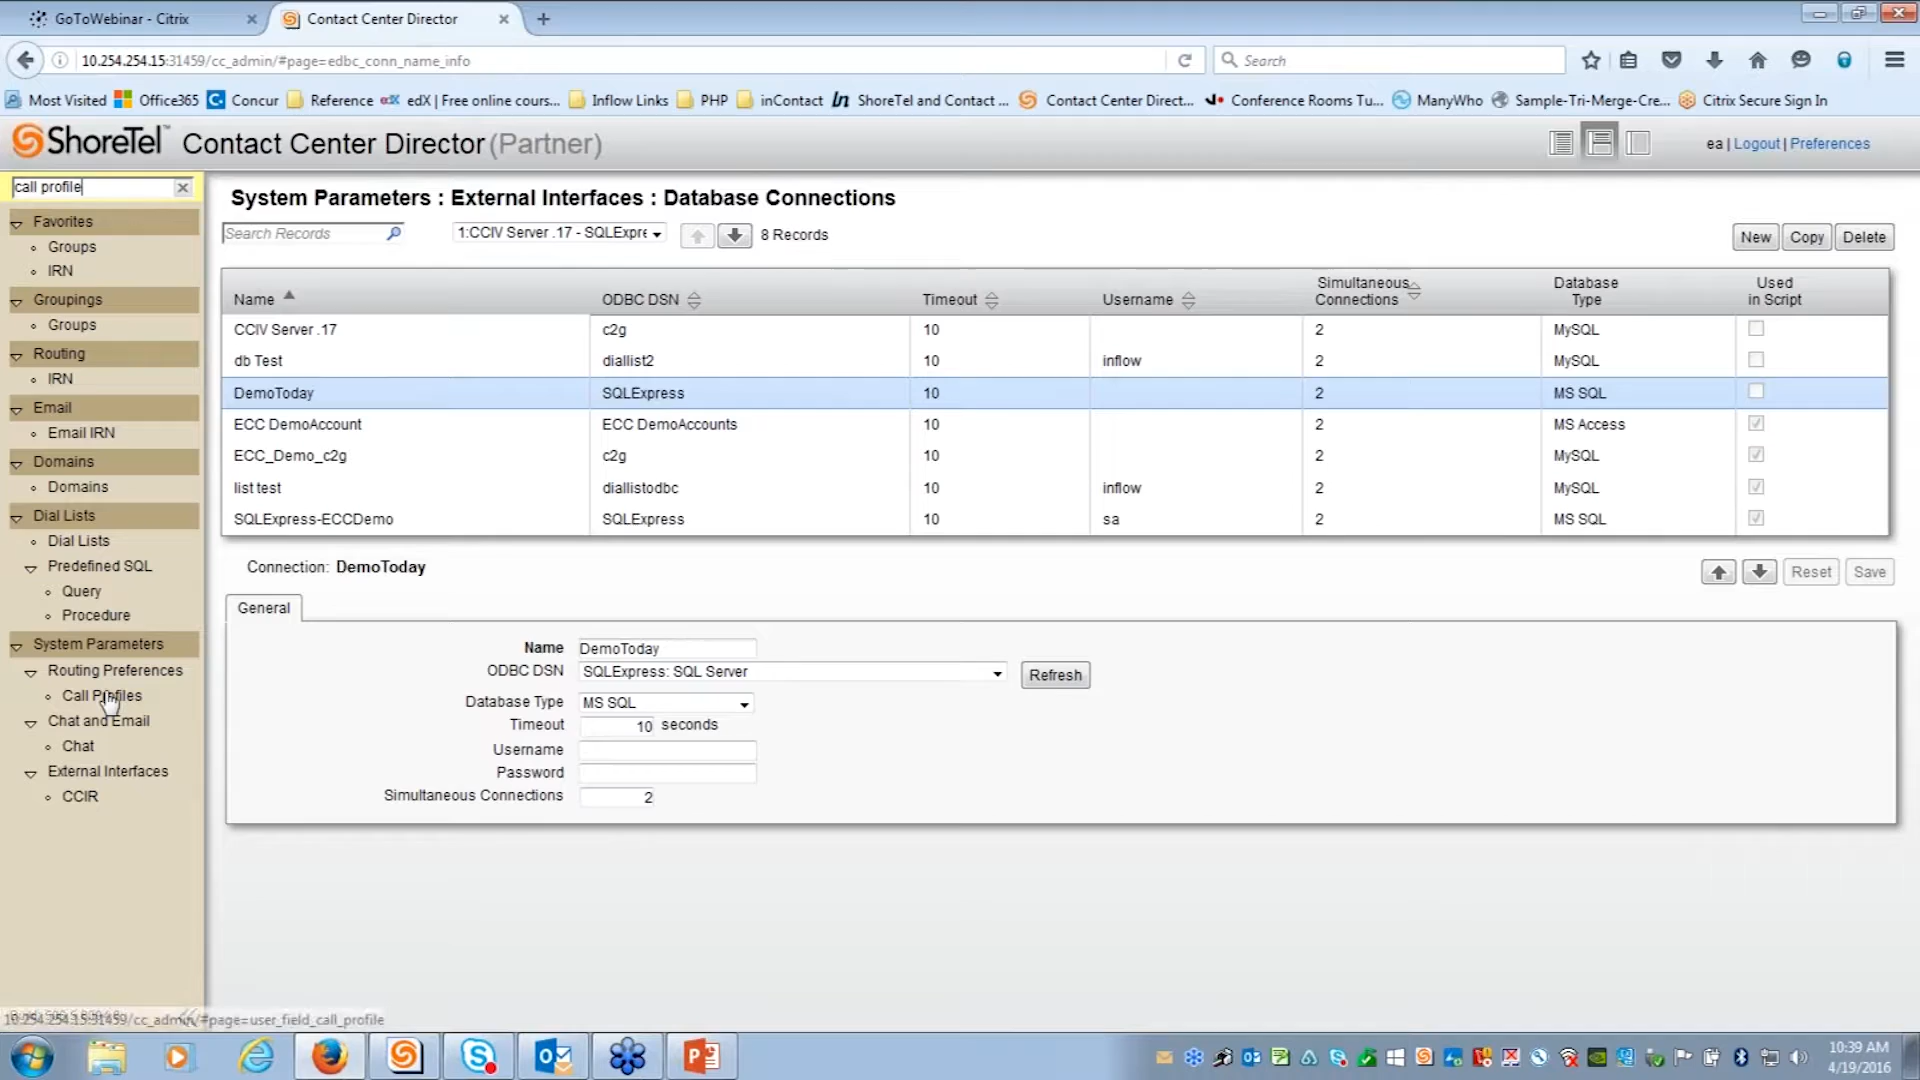 GoToWebinar - Citrix
Contact Center Director
10.254.254.15:31459/cc_admin/#page=edbc_conn_name_info
Search
Most Visited
Office365
Concur
Reference
edX | Free online cours...
Inflow Links
PHP
inContact
ShoreTel and Contact ...
Contact Center Direct...
Conference Rooms Tu...
ManyWho
Sample-Tri-Merge-Cre...
Citrix Secure Sign In
ShoreTel™ Contact Center Director (Partner)
ea | Logout | Preferences
call profile
Favorites
Groups
IRN
Groupings
Groups
Routing
IRN
Email
Email IRN
Domains
Domains
Dial Lists
Dial Lists
Predefined SQL
Query
Procedure
System Parameters
Routing Preferences
Call Profiles
Chat and Email
Chat
External Interfaces
CCIR
System Parameters : External Interfaces : Database Connections
Search Records
1:CCIV Server .17 - SQLExpre
8 Records
New
Copy
Delete
Name ODBC DSN Timeout Username Simultaneous Connections Database Type Used in Script
CCIV Server .17 c2g 10 2 MySQL
db Test diallist2 10 inflow 2 MySQL
DemoToday SQLExpress 10 2 MS SQL
ECC DemoAccount ECC DemoAccounts 10 2 MS Access
ECC_Demo_c2g c2g 10 2 MySQL
list test diallistodbc 10 inflow 2 MySQL
SQLExpress-ECCDemo SQLExpress 10 sa 2 MS SQL
Connection: DemoToday
Reset
Save
General
Name DemoToday
ODBC DSN SQLExpress: SQL Server Refresh
Database Type MS SQL
Timeout 10 seconds
Username
Password
Simultaneous Connections 2
10.254.254.15:31459/cc_admin/#page=user_field_call_profile
10:39 AM
4/19/2016